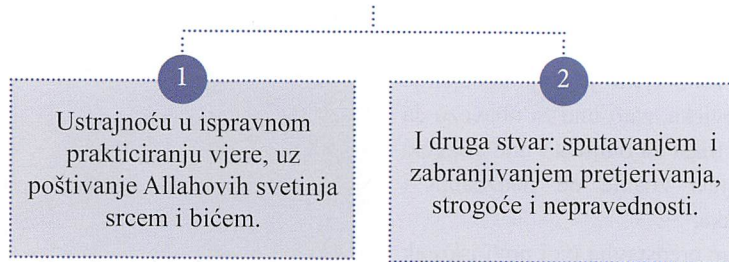 1
Ustrajnoću u ispravnom
prakticiranju vjere, uz
poštivanje Allahovih svetinja
srcem i bićem.
2
I druga stvar: sputavanjem i
zabranjivanjem pretjerivanja,
strogoće i nepravednosti.